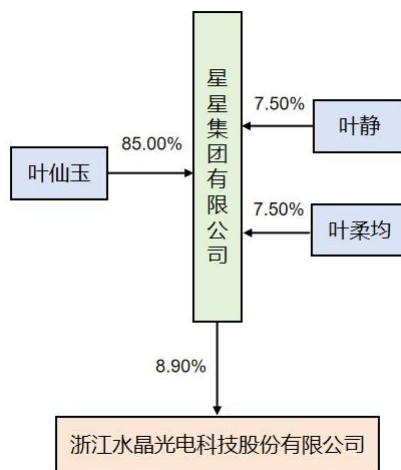 星星集团有限公司
7.50%
叶静
85.00%
叶仙玉
7.50%
叶柔均
8.90%
浙江水晶光电科技股份有限公司